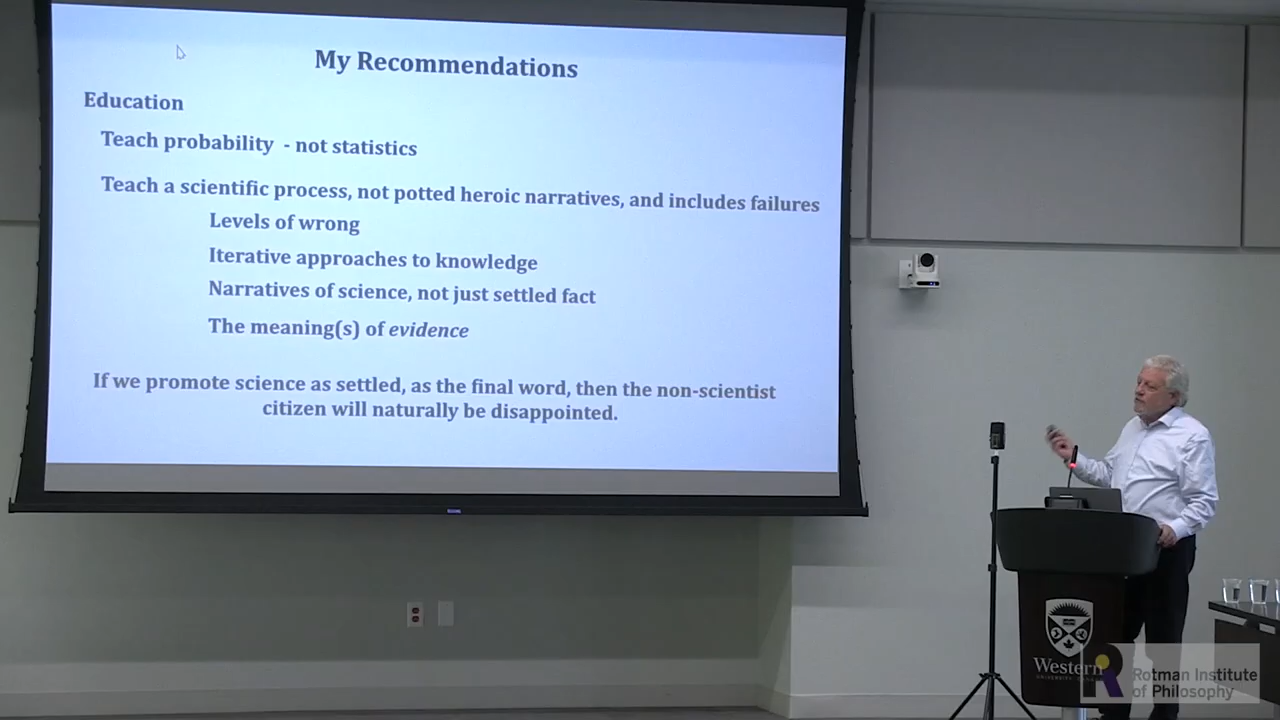 My Recommendations
Education
Teach probability - not statistics
Teach a scientific process, not potted heroic narratives, and includes failures
Levels of wrong
Iterative approaches to knowledge
Narratives of science, not just settled fact
The meaning(s) of evidence
If we promote science as settled, as the final word, then the non-scientist
citizen will naturally be disappointed.
Western
Rotman Institute
of Philosophy